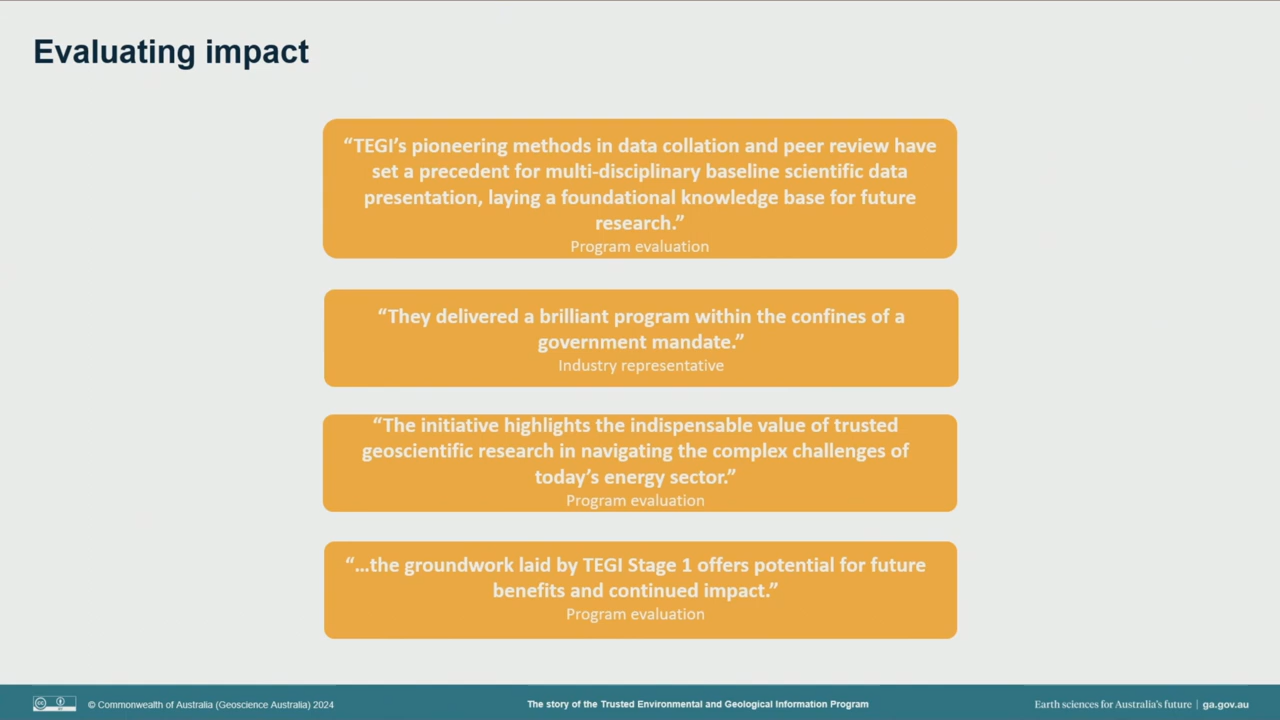 Evaluating impact
“TEGI’s pioneering methods in data collation and peer review have
set a precedent for multi-disciplinary baseline scientific data
presentation, laying a foundational knowledge base for future
research.”
Program evaluation
“They delivered a brilliant program within the confines of a
government mandate.”
Industry representative
“The initiative highlights the indispensable value of trusted
geoscientific research in navigating the complex challenges of
today’s energy sector.”
Program evaluation
“…the groundwork laid by TEGI Stage 1 offers potential for future
benefits and continued impact.”
Program evaluation
© Commonwealth of Australia (Geoscience Australia) 2024
The story of the Trusted Environmental and Geological Information Program
Earth sciences for Australia’s future | ga.gov.au